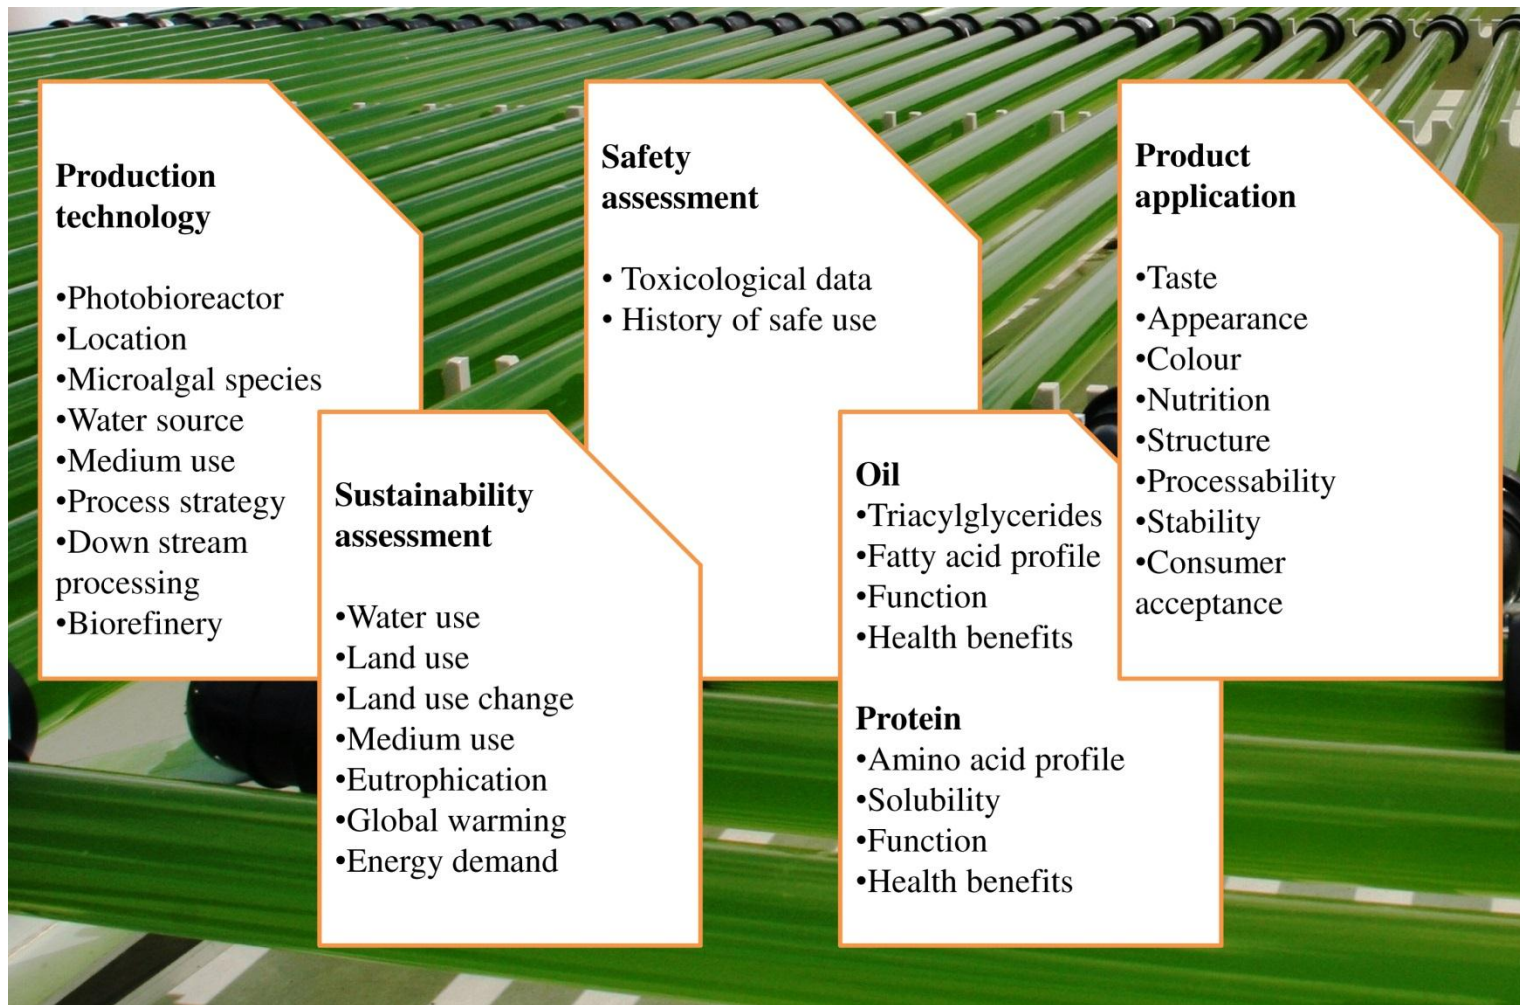 Production
technology
•Photobioreactor
•Location
•Microalgal species
•Water source
•Medium use
•Process strategy
•Down stream
processing
•Biorefinery
Sustainability
assessment
•Water use
•Land use
•Land use change
•Medium use
•Eutrophication
•Global warming
•Energy demand
Safety
assessment
• Toxicological data
• History of safe use
Oil
•Triacylglycerides
•Fatty acid profile
•Function
•Health benefits
Protein
•Amino acid profile
•Solubility
•Function
•Health benefits
Product
application
•Taste
•Appearance
•Colour
•Nutrition
•Structure
•Processability
•Stability
•Consumer
acceptance